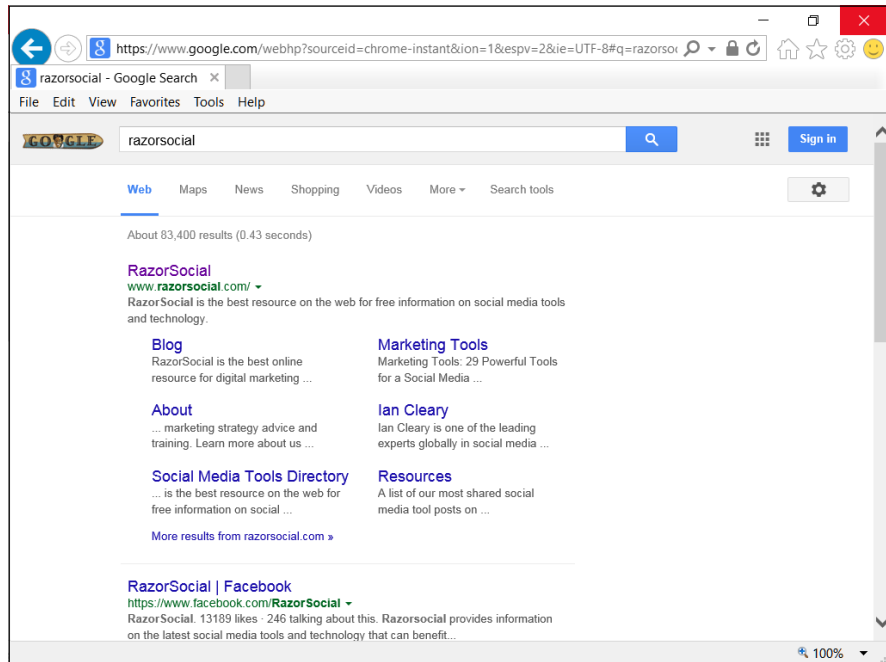 https://www.google.com/webhp?sourceid=chrome-instant&ion=1&espv=2&ie=UTF-8#q=razorsoc
razorsocial - Google Search
File Edit View Favorites Tools Help
GOOGLE razorsocial Sign in
Web Maps News Shopping Videos More Search tools
About 83,400 results (0.43 seconds)
RazorSocial
www.razorsocial.com/
RazorSocial is the best resource on the web for free information on social media tools
and technology.
Blog
RazorSocial is the best online
resource for digital marketing ...
Marketing Tools
Marketing Tools: 29 Powerful Tools
for a Social Media ...
About
... marketing strategy advice and
training. Learn more about us ...
Ian Cleary
Ian Cleary is one of the leading
experts globally in social media ...
Social Media Tools Directory
... is the best resource on the web for
free information on social ...
Resources
A list of our most shared social
media tool posts on ...
More results from razorsocial.com »
RazorSocial | Facebook
https://www.facebook.com/RazorSocial
RazorSocial. 13189 likes · 246 talking about this. Razorsocial provides information
on the latest social media tools and technology that can benefit...
100%